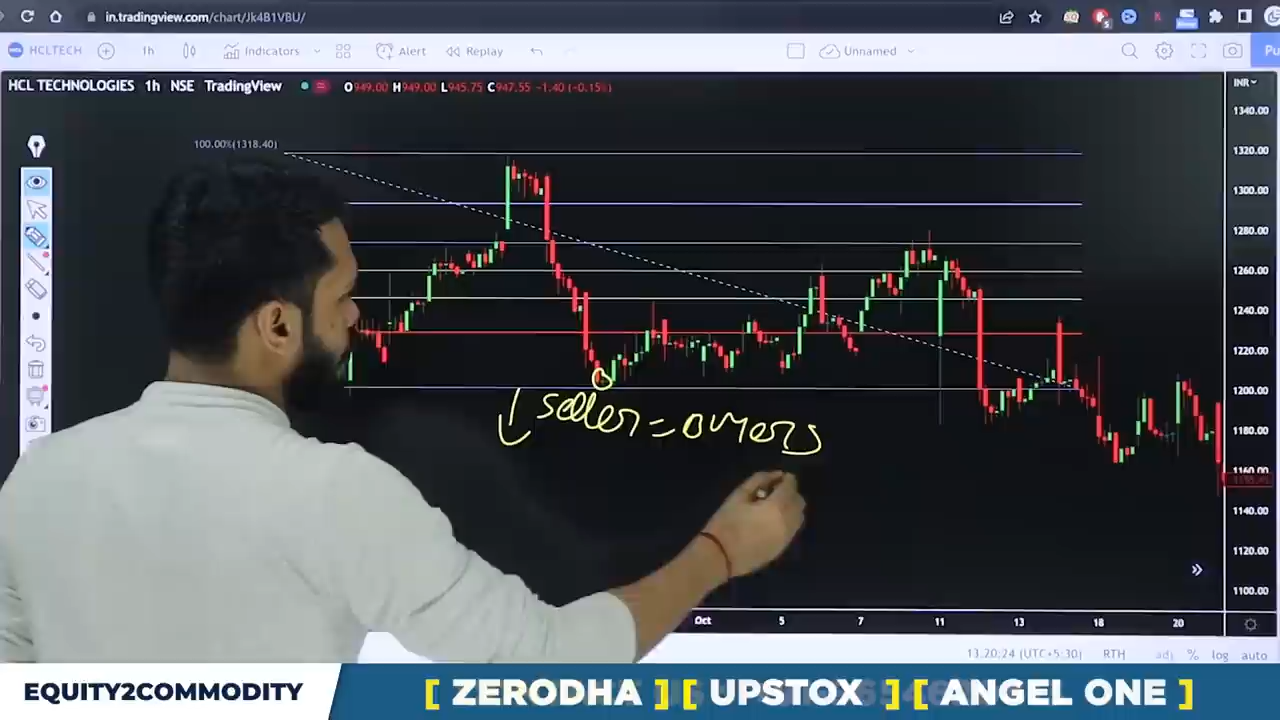 in.tradingview.com/chart/Jk4B1VBU/
HCLTECH 1h Indicators Alert Replay Unnamed Pu
HCL TECHNOLOGIES 1h NSE TradingView O949.00 H949.00 L945.75 C947.55 -1.40 (-0.15%) INR
1340.00
100.00%(1318.40)
1320.00
1300.00
1280.00
1260.00
1240.00
1220.00
1200.00
seller = buyers
1180.00
1160.00
1140.00
1120.00
1100.00
Oct 5 7 11 13 18 20
13:20:24 (UTC+5:30) RTH adj % log auto
EQUITY2COMMODITY [ ZERODHA ] [ UPSTOX ] [ ANGEL ONE ]